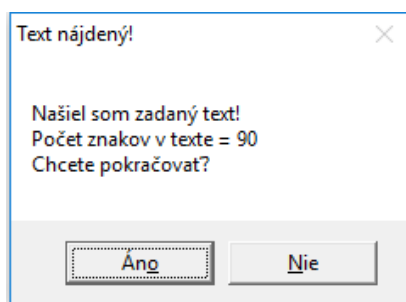 Text nájdený!
Našiel som zadaný text!
Počet znakov v texte = 90
Chcete pokračovať?
Áno
Nie